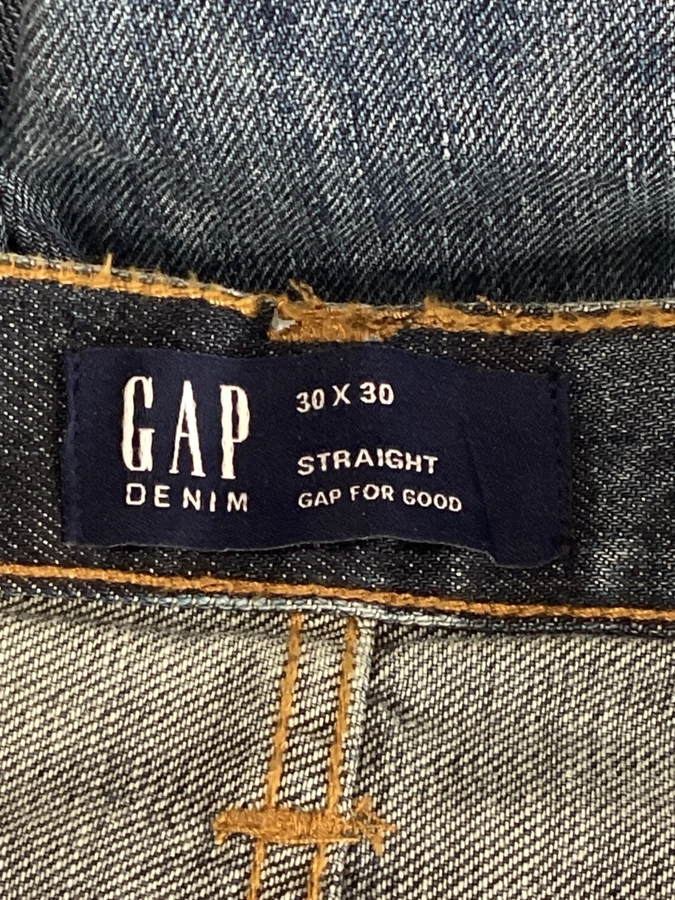 GAP
DENIM
30 X 30
STRAIGHT
GAP FOR GOOD